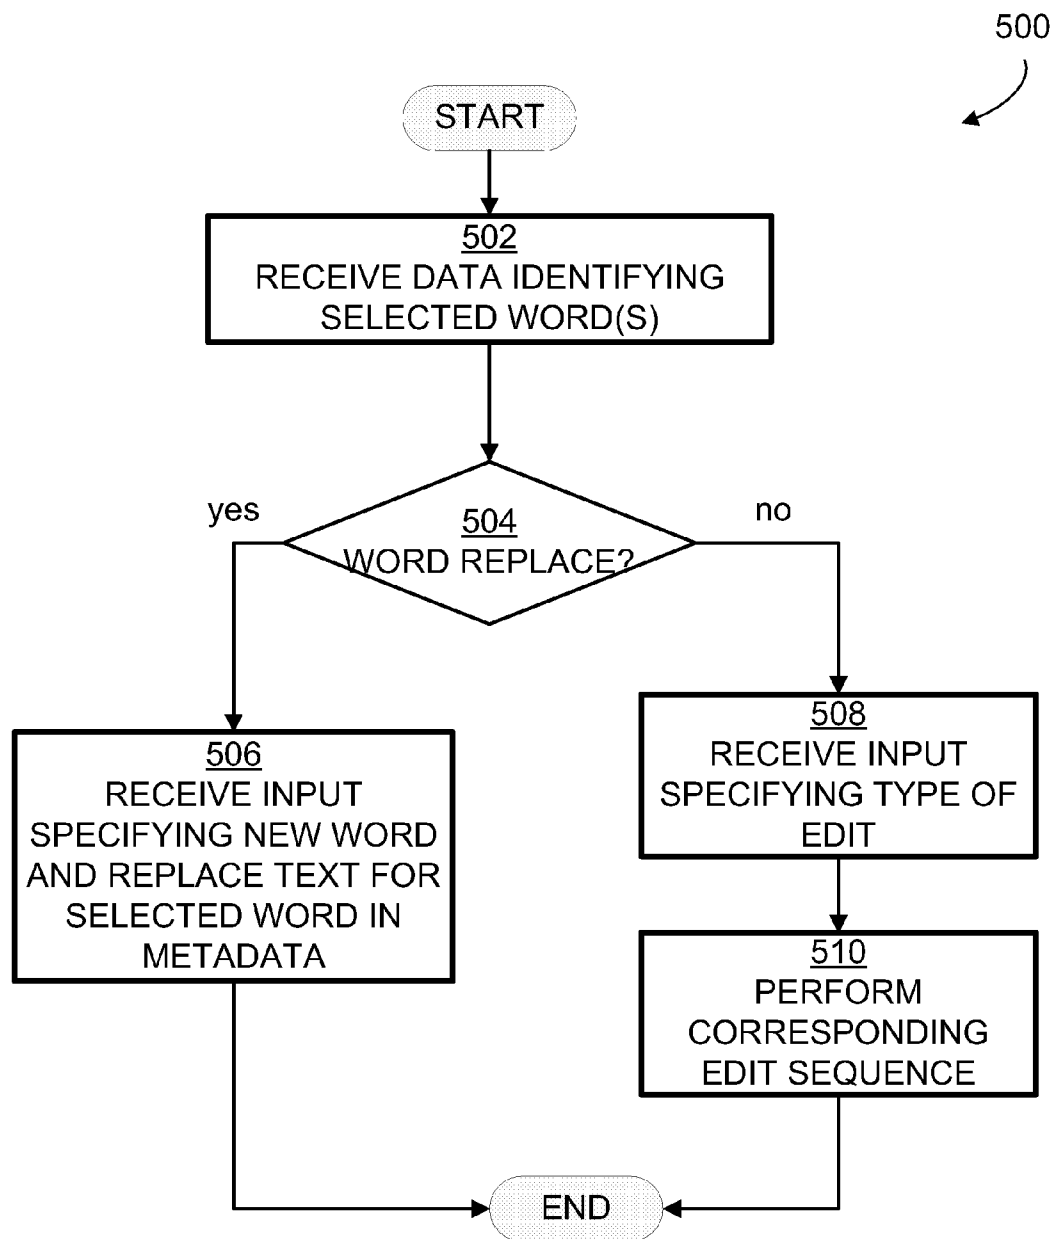 500
START
502
RECEIVE DATA IDENTIFYING
SELECTED WORD(S)
yes
504
WORD REPLACE?
no
506
RECEIVE INPUT
SPECIFYING NEW WORD
AND REPLACE TEXT FOR
SELECTED WORD IN
METADATA
508
RECEIVE INPUT
SPECIFYING TYPE OF
EDIT
510
PERFORM
CORRESPONDING
EDIT SEQUENCE
END